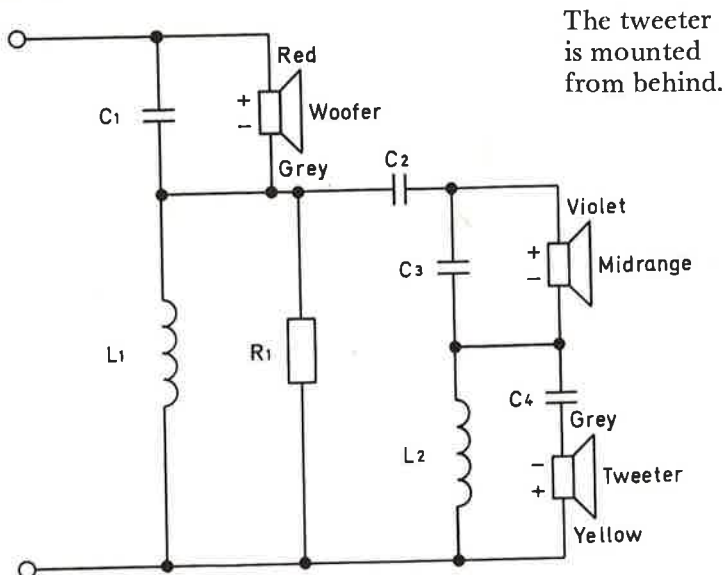 The tweeter
is mounted
from behind.
Red
C1
+
-
Woofer
Grey
C2
Violet
C3
+
-
Midrange
L1
R1
C4
Grey
L2
-
+
Tweeter
Yellow